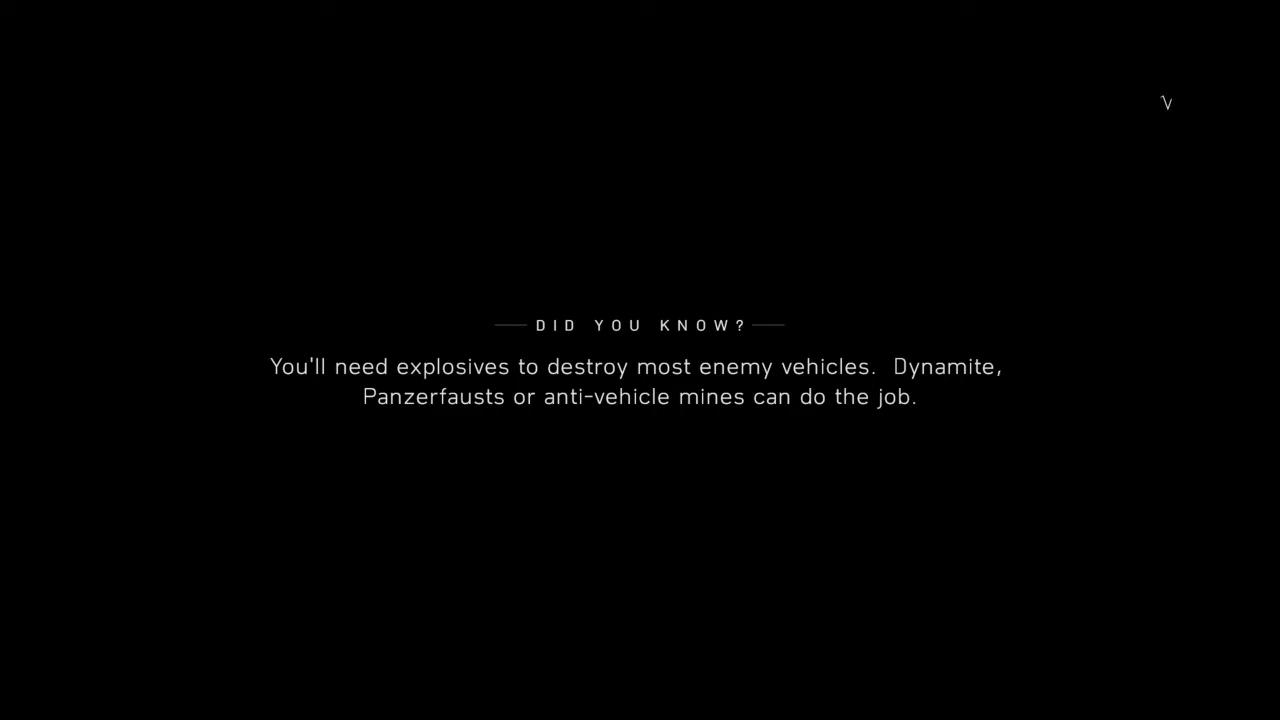 DID YOU KNOW?
You'll need explosives to destroy most enemy vehicles.  Dynamite,
Panzerfausts or anti-vehicle mines can do the job.